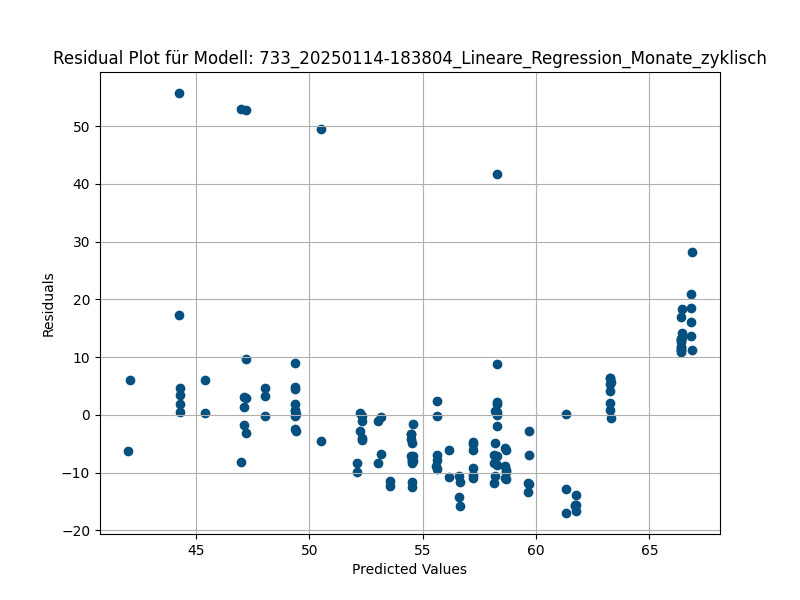 Residual Plot für Modell: 733_20250114-183804_Lineare_Regression_Monate_zyklisch
50
40
30
20
10
0
−10
−20
Residuals
45 50 55 60 65
Predicted Values